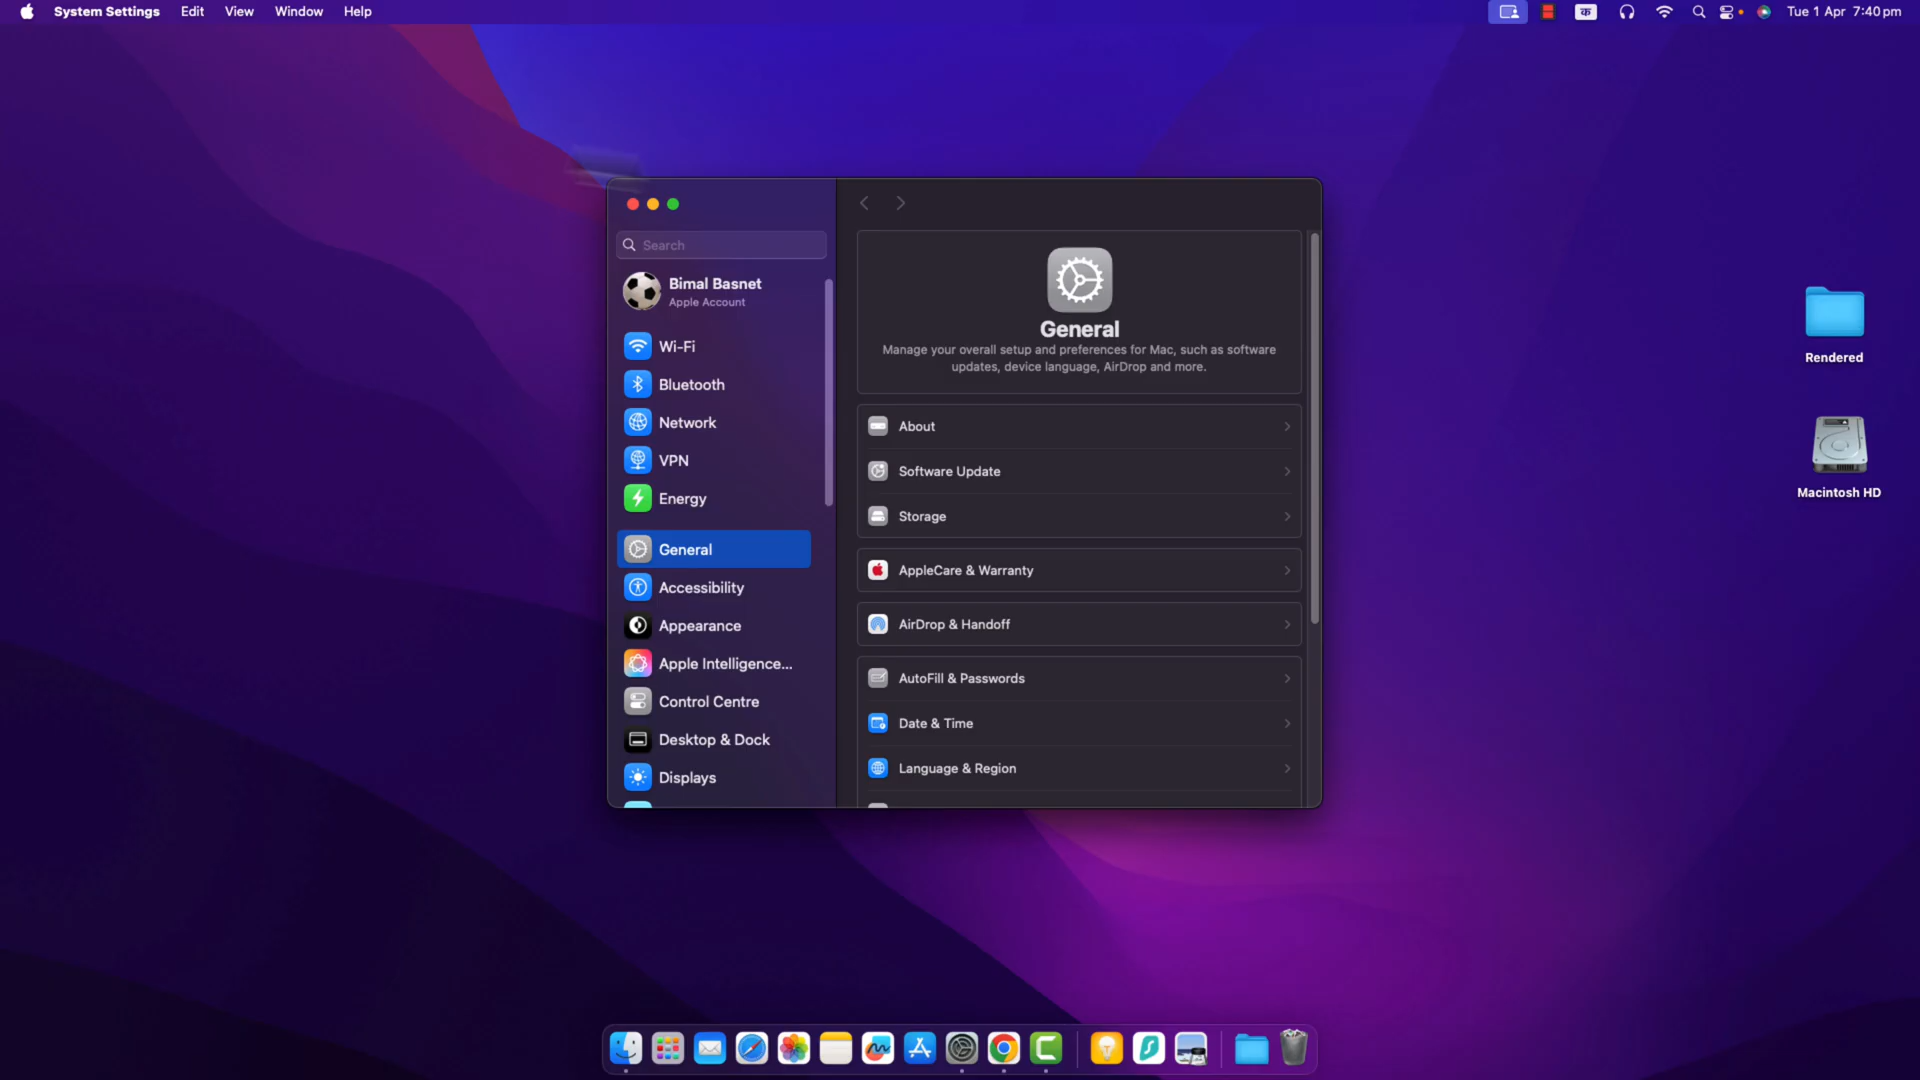 System Settings Edit View Window Help क Tue 1 Apr 7:40 pm
Search
Bimal Basnet
Apple Account
Wi-Fi
Bluetooth
Network
VPN
Energy
General
Accessibility
Appearance
Apple Intelligence...
Control Centre
Desktop & Dock
Displays
General
Manage your overall setup and preferences for Mac, such as software
updates, device language, AirDrop and more.
About
Software Update
Storage
AppleCare & Warranty
AirDrop & Handoff
AutoFill & Passwords
Date & Time
Language & Region
Rendered
Macintosh HD